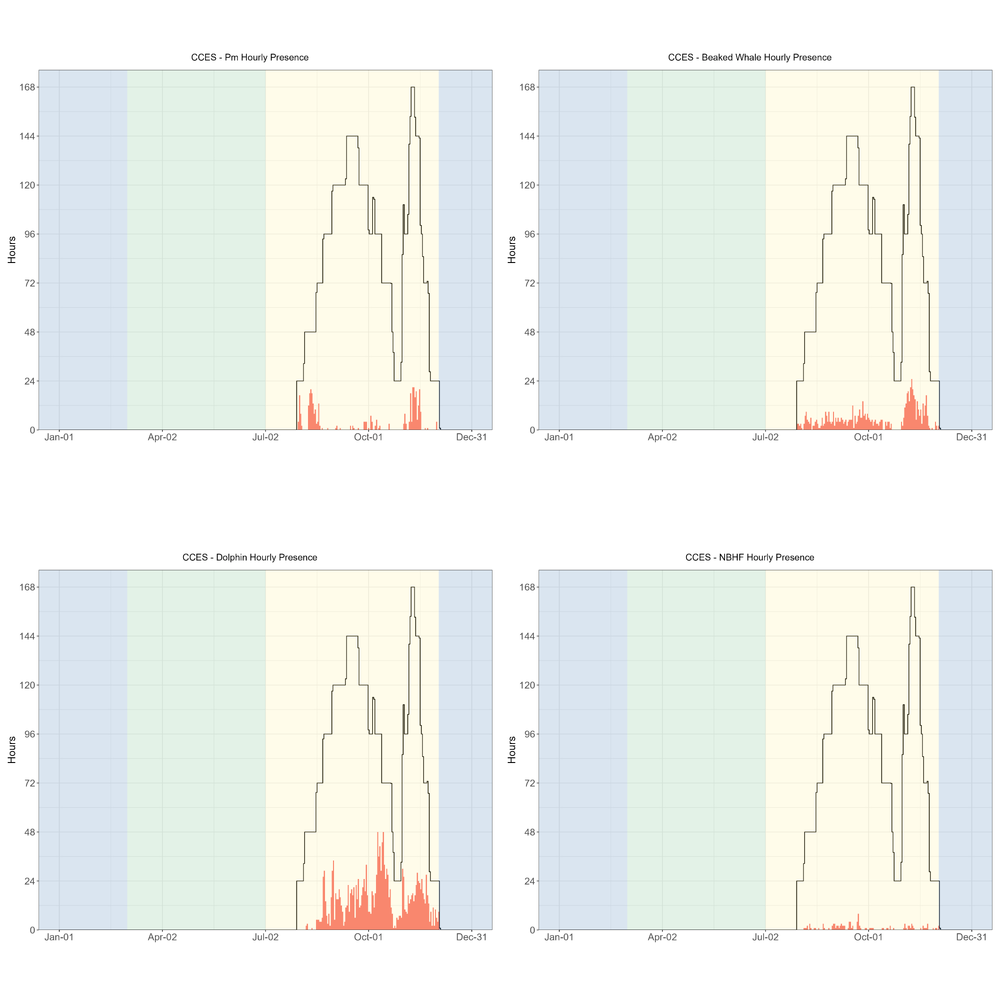 CCES - Pm Hourly Presence
Hours
168
144
120
96
72
48
24
0
Jan-01 Apr-02 Jul-02 Oct-01 Dec-31
CCES - Beaked Whale Hourly Presence
Hours
168
144
120
96
72
48
24
0
Jan-01 Apr-02 Jul-02 Oct-01 Dec-31
CCES - Dolphin Hourly Presence
Hours
168
144
120
96
72
48
24
0
Jan-01 Apr-02 Jul-02 Oct-01 Dec-31
CCES - NBHF Hourly Presence
Hours
168
144
120
96
72
48
24
0
Jan-01 Apr-02 Jul-02 Oct-01 Dec-31